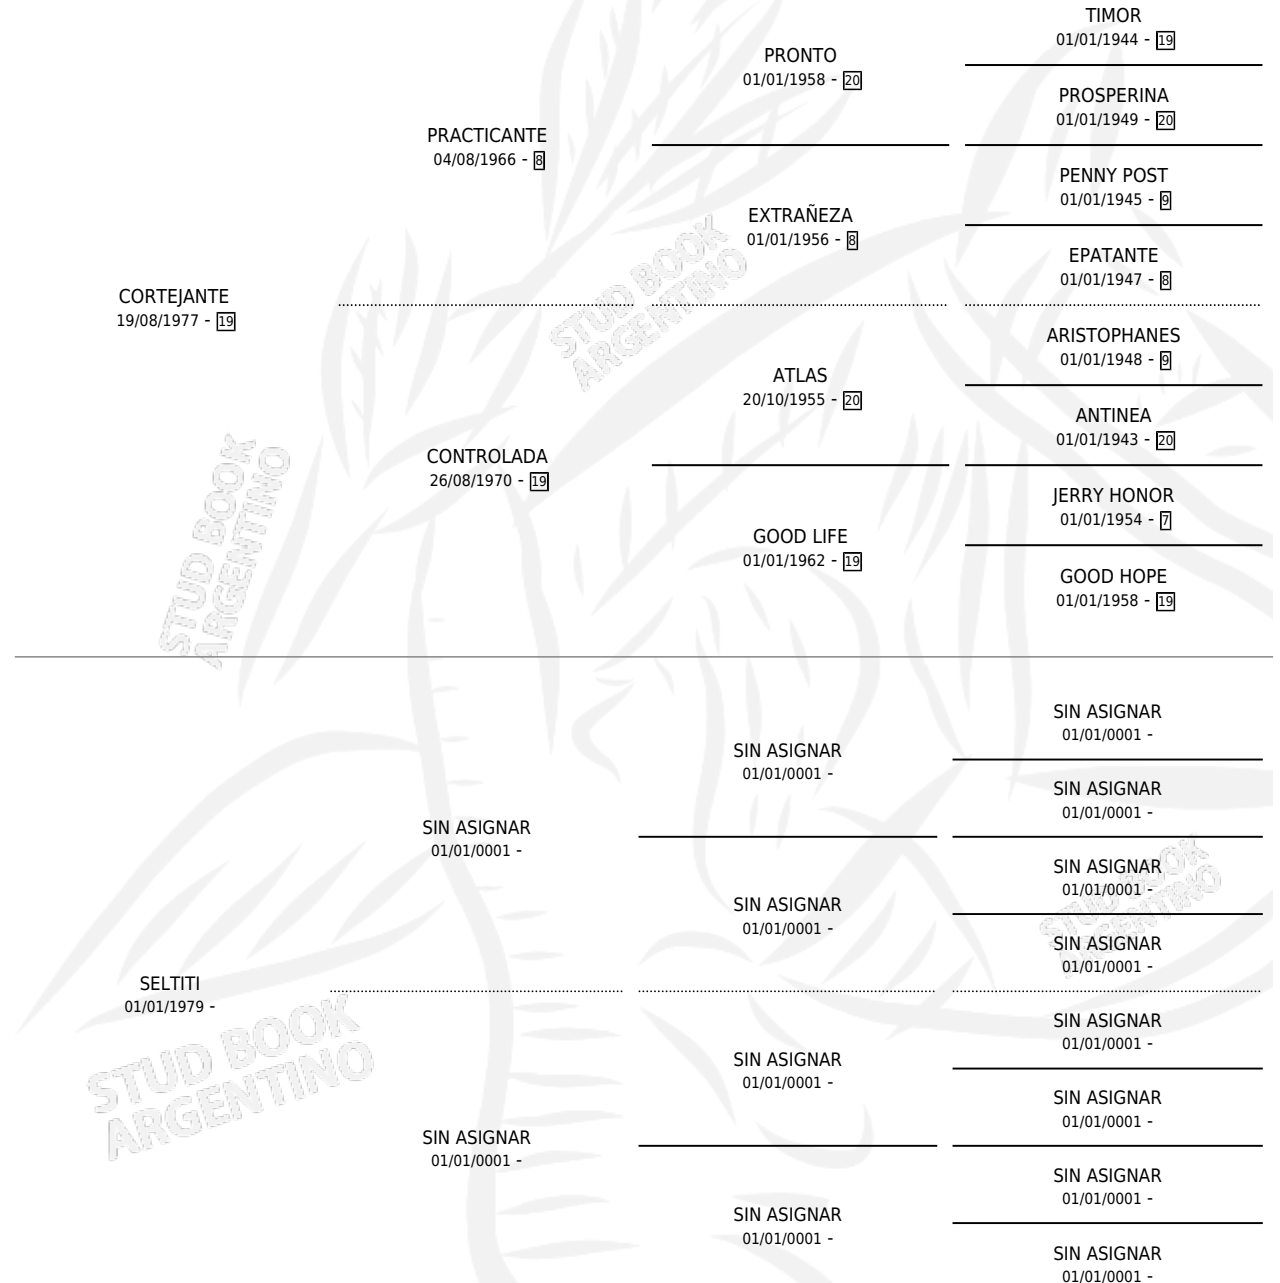 TIMOR
01/01/1944 - 19
PRONTO
01/01/1958 - 20
PROSPERINA
01/01/1949 - 20
PRACTICANTE
04/08/1966 - 8
PENNY POST
01/01/1945 - 9
EXTRAÑEZA
01/01/1956 - 8
EPATANTE
01/01/1947 - 8
CORTEJANTE
19/08/1977 - 19
ARISTOPHANES
01/01/1948 - 9
ATLAS
20/10/1955 - 20
ANTINEA
01/01/1943 - 20
CONTROLADA
26/08/1970 - 19
JERRY HONOR
01/01/1954 - 7
GOOD LIFE
01/01/1962 - 19
GOOD HOPE
01/01/1958 - 19
STUD BOOK
ARGENTINO
STUD BOOK
ARGENTINO
SIN ASIGNAR
01/01/0001 -
SIN ASIGNAR
01/01/0001 -
SIN ASIGNAR
01/01/0001 -
SIN ASIGNAR
01/01/0001 -
SIN ASIGNAR
01/01/0001 -
SIN ASIGNAR
01/01/0001 -
SIN ASIGNAR
01/01/0001 -
SELTITI
01/01/1979 -
SIN ASIGNAR
01/01/0001 -
SIN ASIGNAR
01/01/0001 -
SIN ASIGNAR
01/01/0001 -
SIN ASIGNAR
01/01/0001 -
SIN ASIGNAR
01/01/0001 -
SIN ASIGNAR
01/01/0001 -
SIN ASIGNAR
01/01/0001 -
STUD BOOK
ARGENTINO
STUD BOOK
ARGENTINO